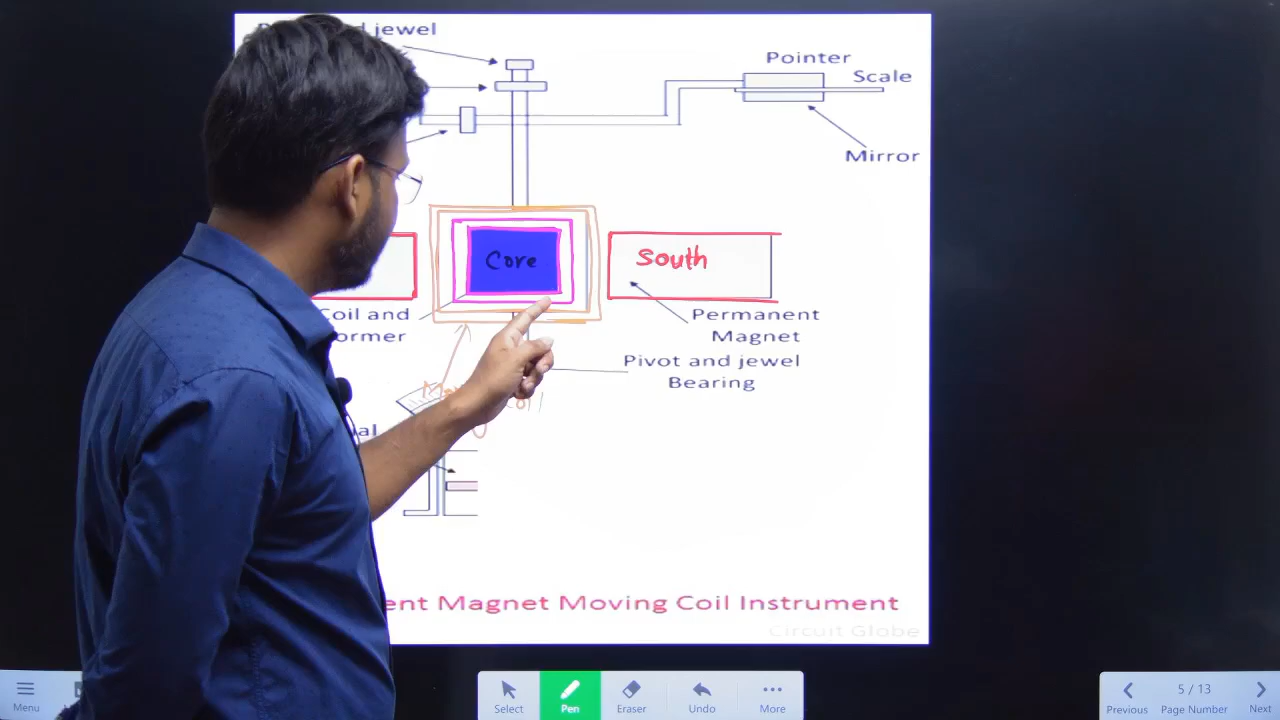 jewel
Pointer
Scale
Mirror
Core
South
Coil and
ormer
Permanent
Magnet
Pivot and jewel
Bearing
ent Magnet Moving Coil Instrument
Circuit Globe
Menu
Select
Pen
Eraser
Undo
More
Previous
5 / 13
Page Number
Next